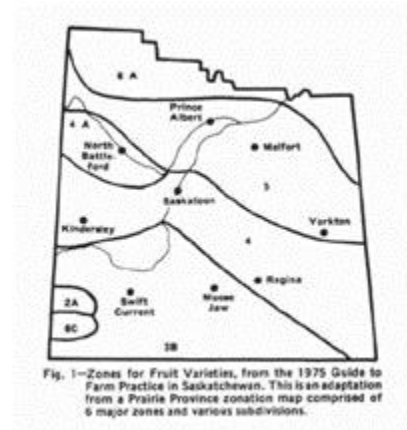 6 A
Prince
Albert
4 A
North
Battle-
ford
Melfort
3
Saskatoon
Kindersley
4
Yorkton
2A
6C
Swift
Current
Moose
Jaw
Regina
3B
Fig. 1—Zones for Fruit Varieties, from the 1975 Guide to
Farm Practice in Saskatchewan. This is an adaptation
from a Prairie Province zonation map comprised of
6 major zones and various subdivisions.